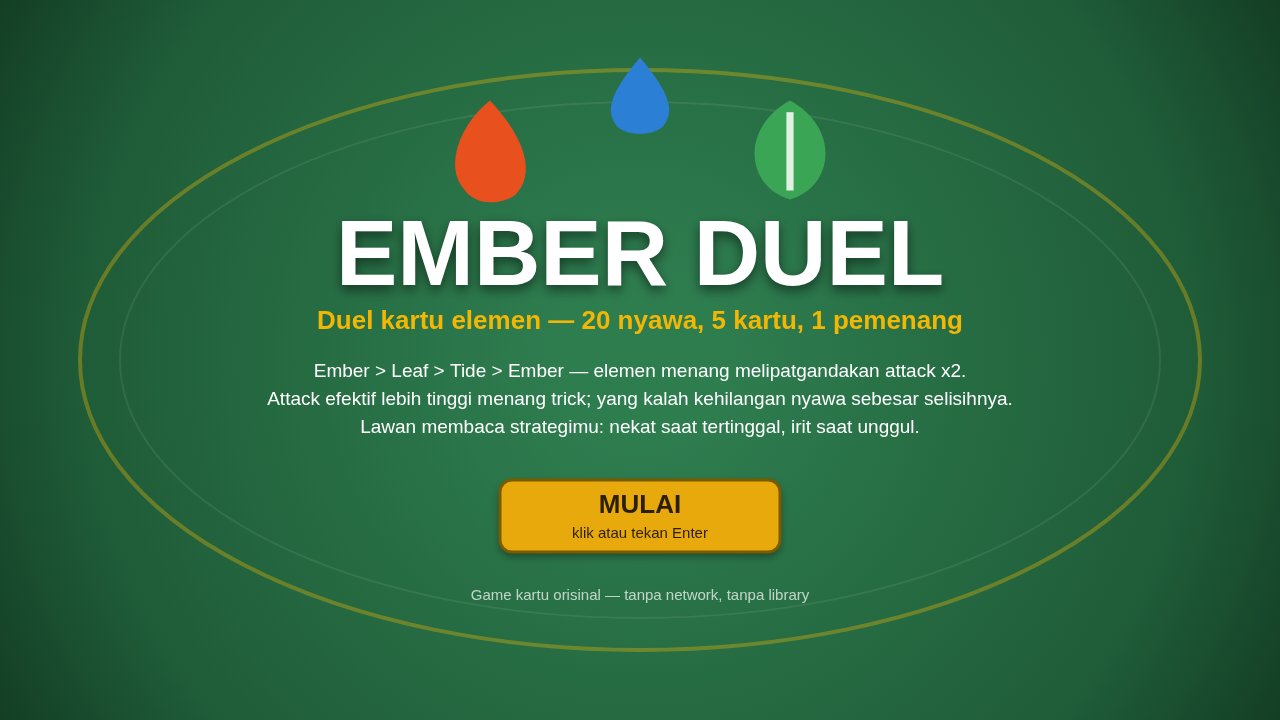 EMBER DUEL
Duel kartu elemen — 20 nyawa, 5 kartu, 1 pemenang
Ember > Leaf > Tide > Ember — elemen menang melipatgandakan attack x2.
Attack efektif lebih tinggi menang trick; yang kalah kehilangan nyawa sebesar selisihnya.
Lawan membaca strategimu: nekat saat tertinggal, irit saat unggul.
MULAI
klik atau tekan Enter
Game kartu orisinal — tanpa network, tanpa library